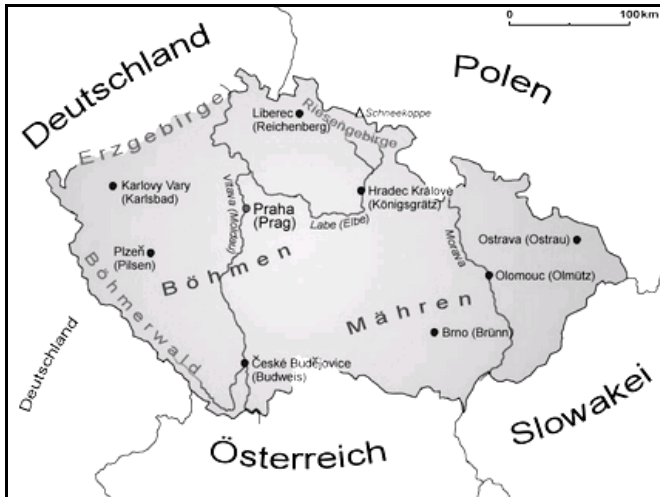 0 100km
Deutschland
Polen
Erzgebirge
Liberec
(Reichenberg)
Riesengebirge
Schneekoppe
Karlovy Vary
(Karlsbad)
Vltava (Moldau)
Praha
(Prag)
Labe (Elbe)
Hradec Králové
(Königsgrätz)
Plzeň
(Pilsen)
Böhmen
Böhmerwald
Morava
Ostrava (Ostrau)
Olomouc (Olmütz)
Mähren
Brno (Brünn)
České Budějovice
(Budweis)
Deutschland
Österreich
Slowakei